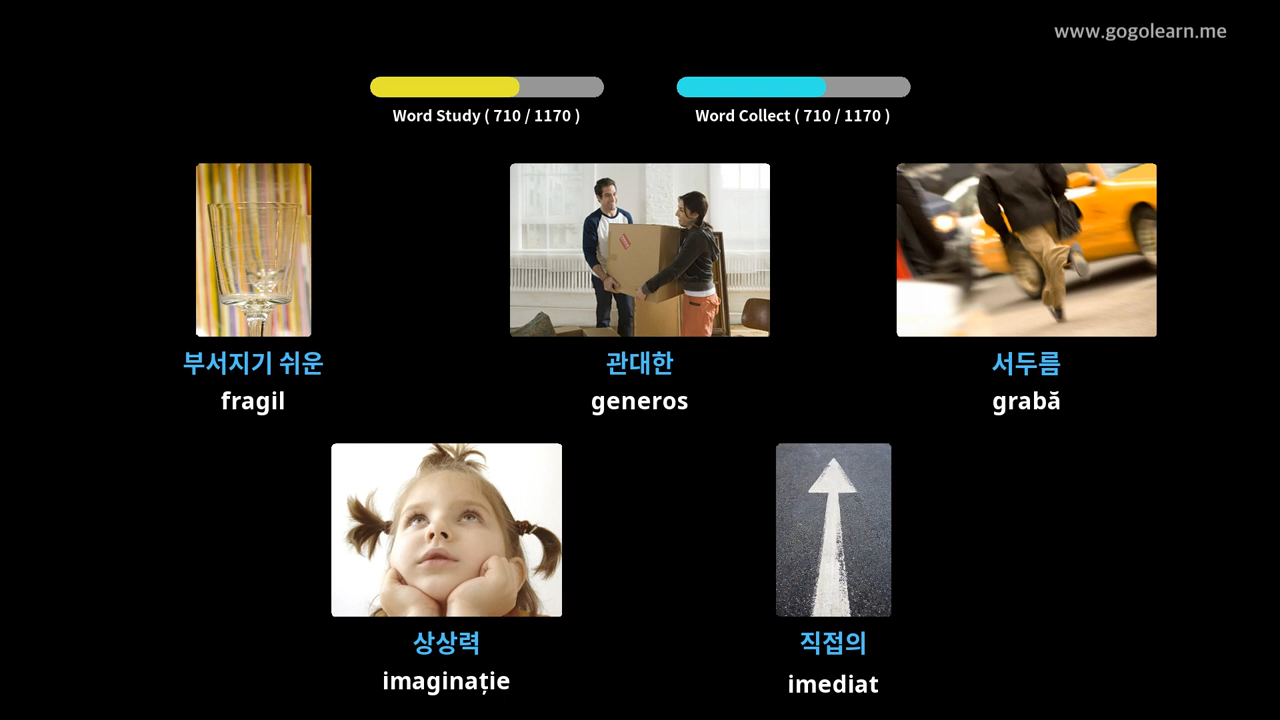 www.gogolearn.me
Word Study ( 710 / 1170 )
Word Collect ( 710 / 1170 )
부서지기 쉬운
fragil
관대한
generos
서두름
grabă
상상력
imaginație
직접의
imediat